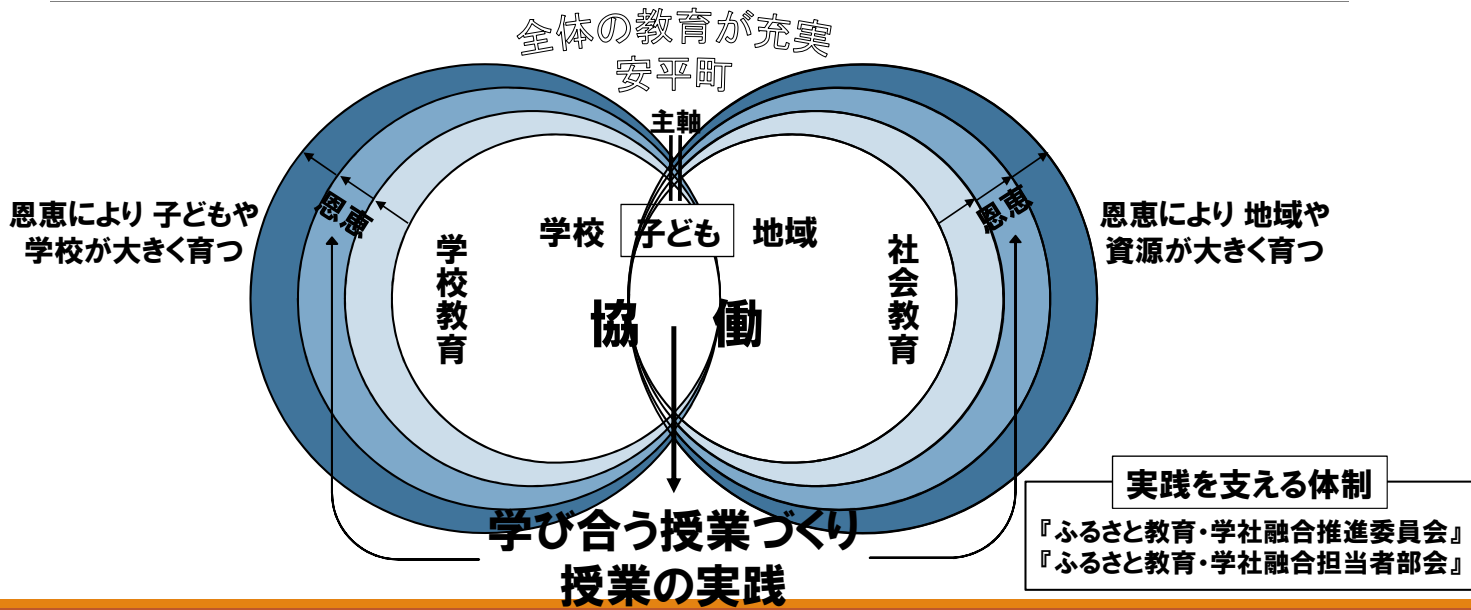 全体の教育が充実
安平町
主軸
恩恵により 子どもや
学校が大きく育つ
恩恵
学校教育
学校 子ども 地域
協働
社会教育
恩恵
恩恵により 地域や
資源が大きく育つ
学び合う授業づくり
授業の実践
実践を支える体制
『ふるさと教育・学社融合推進委員会』
『ふるさと教育・学社融合担当者部会』